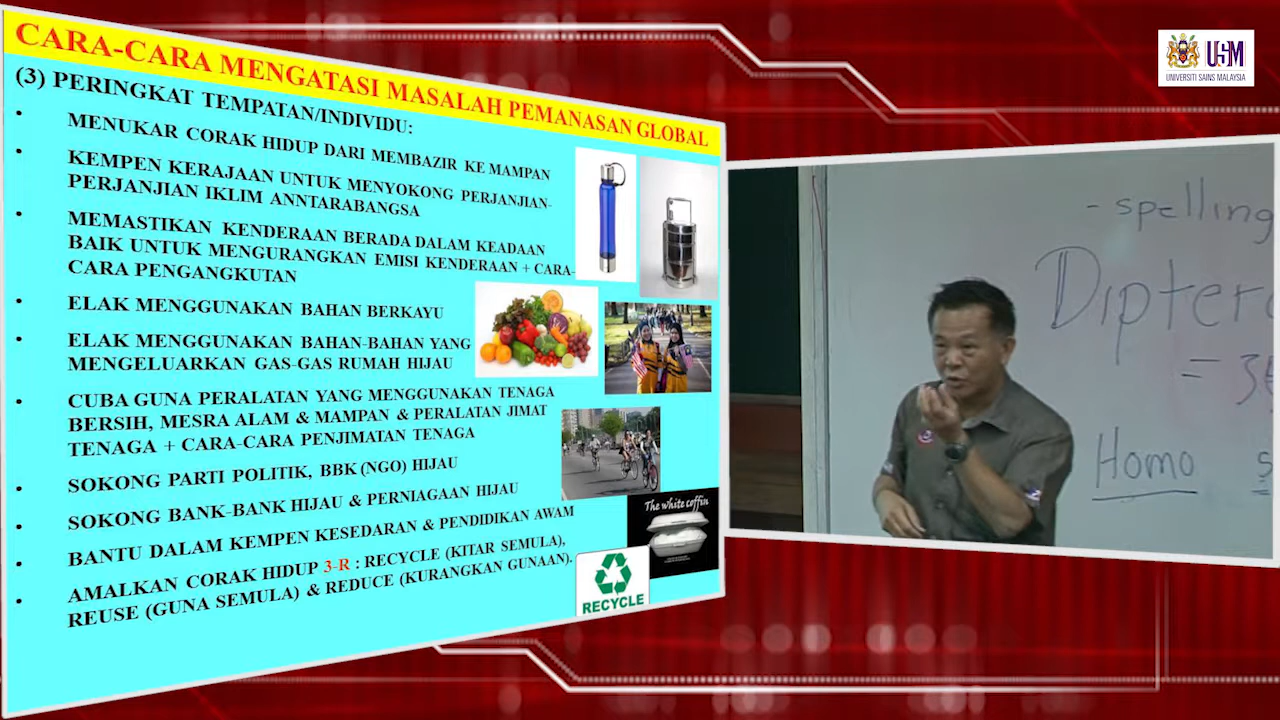 CARA-CARA MENGATASI MASALAH PEMANASAN GLOBAL
(3) PERINGKAT TEMPATAN/INDIVIDU:
• MENUKAR CORAK HIDUP DARI MEMBAZIR KE MAMPAN
• KEMPEN KERAJAAN UNTUK MENYOKONG PERJANJIAN-
PERJANJIAN IKLIM ANNTARABANGSA
• MEMASTIKAN KENDERAAN BERADA DALAM KEADAAN
BAIK UNTUK MENGURANGKAN EMISI KENDERAAN + CARA-
CARA PENGANGKUTAN
• ELAK MENGGUNAKAN BAHAN BERKAYU
• ELAK MENGGUNAKAN BAHAN-BAHAN YANG
MENGELUARKAN GAS-GAS RUMAH HIJAU
• CUBA GUNA PERALATAN YANG MENGGUNAKAN TENAGA
BERSIH, MESRA ALAM & MAMPAN & PERALATAN JIMAT
TENAGA + CARA-CARA PENJIMATAN TENAGA
• SOKONG PARTI POLITIK, BBK (NGO) HIJAU
• SOKONG BANK-BANK HIJAU & PERNIAGAAN HIJAU
• BANTU DALAM KEMPEN KESEDARAN & PENDIDIKAN AWAM
• AMALKAN CORAK HIDUP 3-R : RECYCLE (KITAR SEMULA),
REUSE (GUNA SEMULA) & REDUCE (KURANGKAN GUNAAN).
The white coffin
RECYCLE
USM
UNIVERSITI SAINS MALAYSIA
- spelling
Diptero
Homo